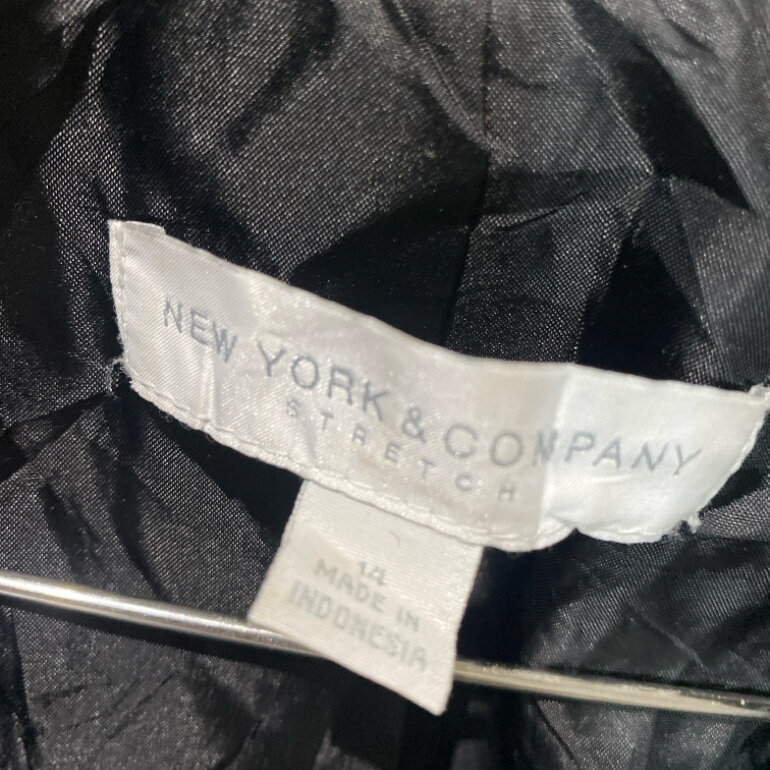 NEW YORK & COMPANY
STRETCH
14
MADE IN
INDONESIA